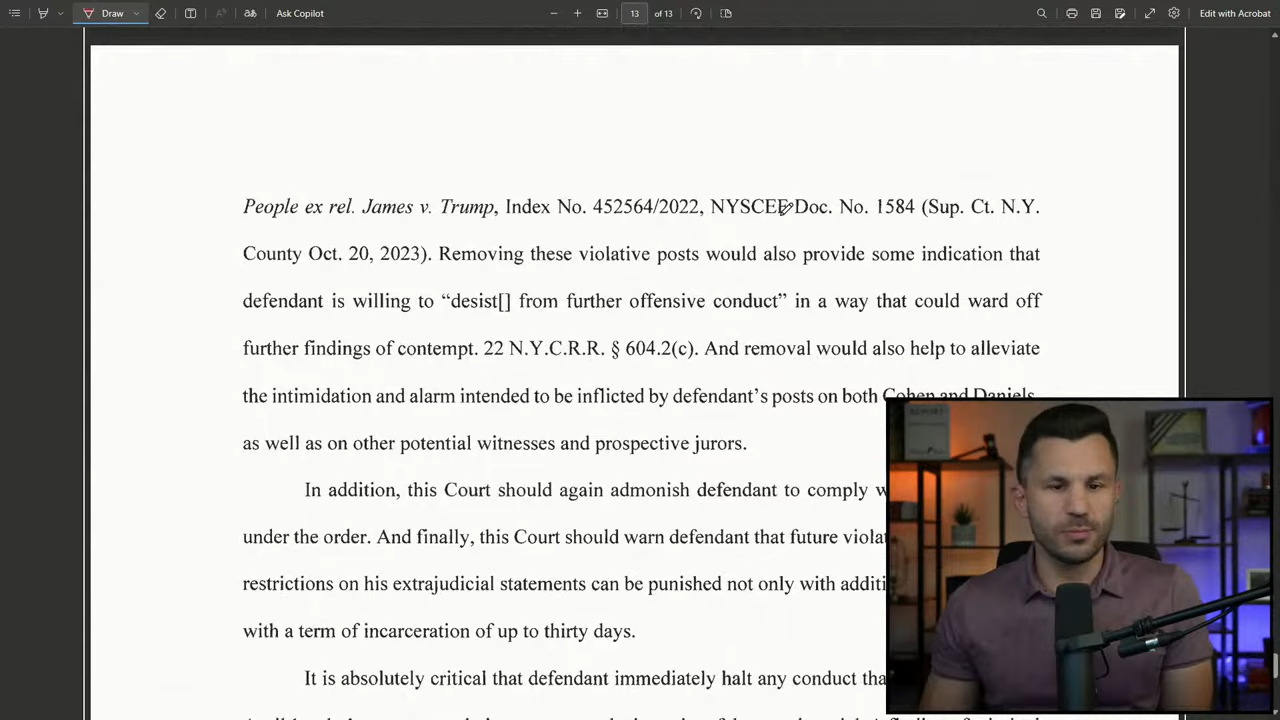 Draw
Ask Copilot
13 of 13
Edit with Acrobat
People ex rel. James v. Trump, Index No. 452564/2022, NYSCEF Doc. No. 1584 (Sup. Ct. N.Y.
County Oct. 20, 2023). Removing these violative posts would also provide some indication that
defendant is willing to “desist[] from further offensive conduct” in a way that could ward off
further findings of contempt. 22 N.Y.C.R.R. § 604.2(c). And removal would also help to alleviate
the intimidation and alarm intended to be inflicted by defendant’s posts on both Cohen and Daniels,
as well as on other potential witnesses and prospective jurors.
In addition, this Court should again admonish defendant to comply
under the order. And finally, this Court should warn defendant that future
restrictions on his extrajudicial statements can be punished not only with
with a term of incarceration of up to thirty days.
It is absolutely critical that defendant immediately halt any conduct